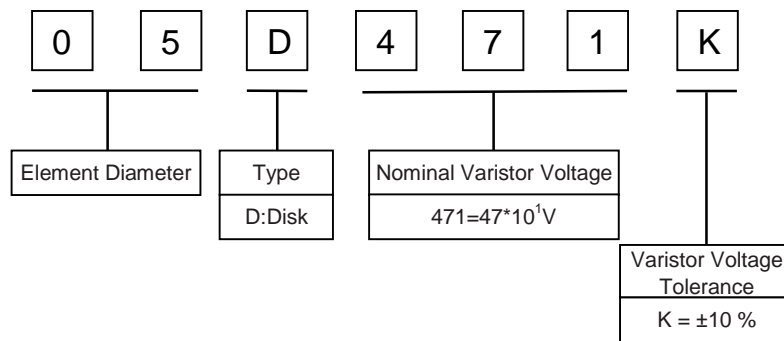 0 5 D 4 7 1 K
Element Diameter
Type
D:Disk
Nominal Varistor Voltage
471=47*10¹V
Varistor Voltage
Tolerance
K = ±10 %